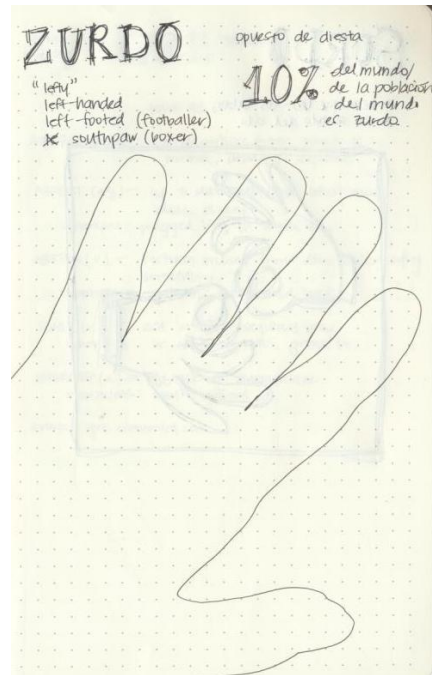 ZURDO
"lefty"
left-handed
left-footed (footballer)
southpaw (boxer)
opuesto de diesta
10% del mundo/
de la población
del mundo
es zurdo